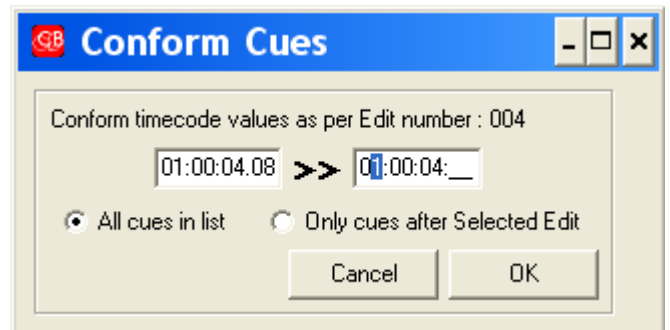 CB Conform Cues
Conform timecode values as per Edit number : 004
01:00:04.08 >> 01:00:04:__
All cues in list Only cues after Selected Edit
Cancel OK